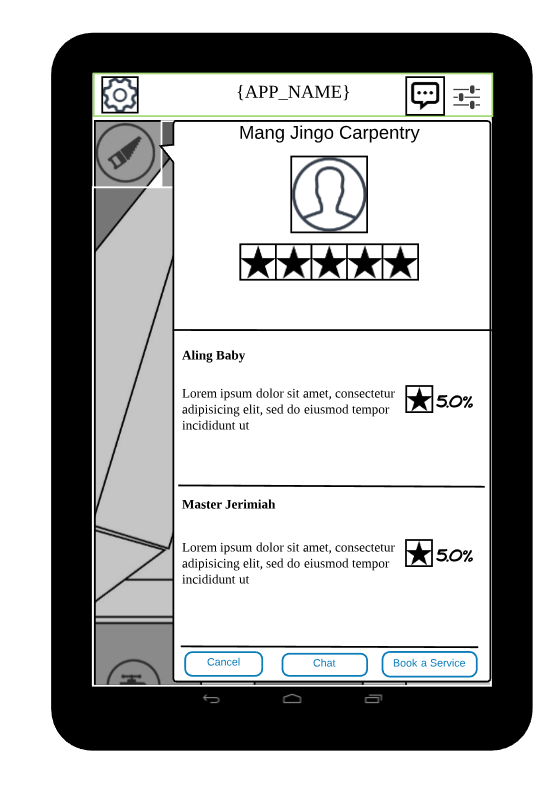 {APP_NAME}
Mang Jingo Carpentry
Aling Baby
Lorem ipsum dolor sit amet, consectetur
adipisicing elit, sed do eiusmod tempor
incididunt ut
5.0%
Master Jerimiah
Lorem ipsum dolor sit amet, consectetur
adipisicing elit, sed do eiusmod tempor
incididunt ut
5.0%
Cancel
Chat
Book a Service